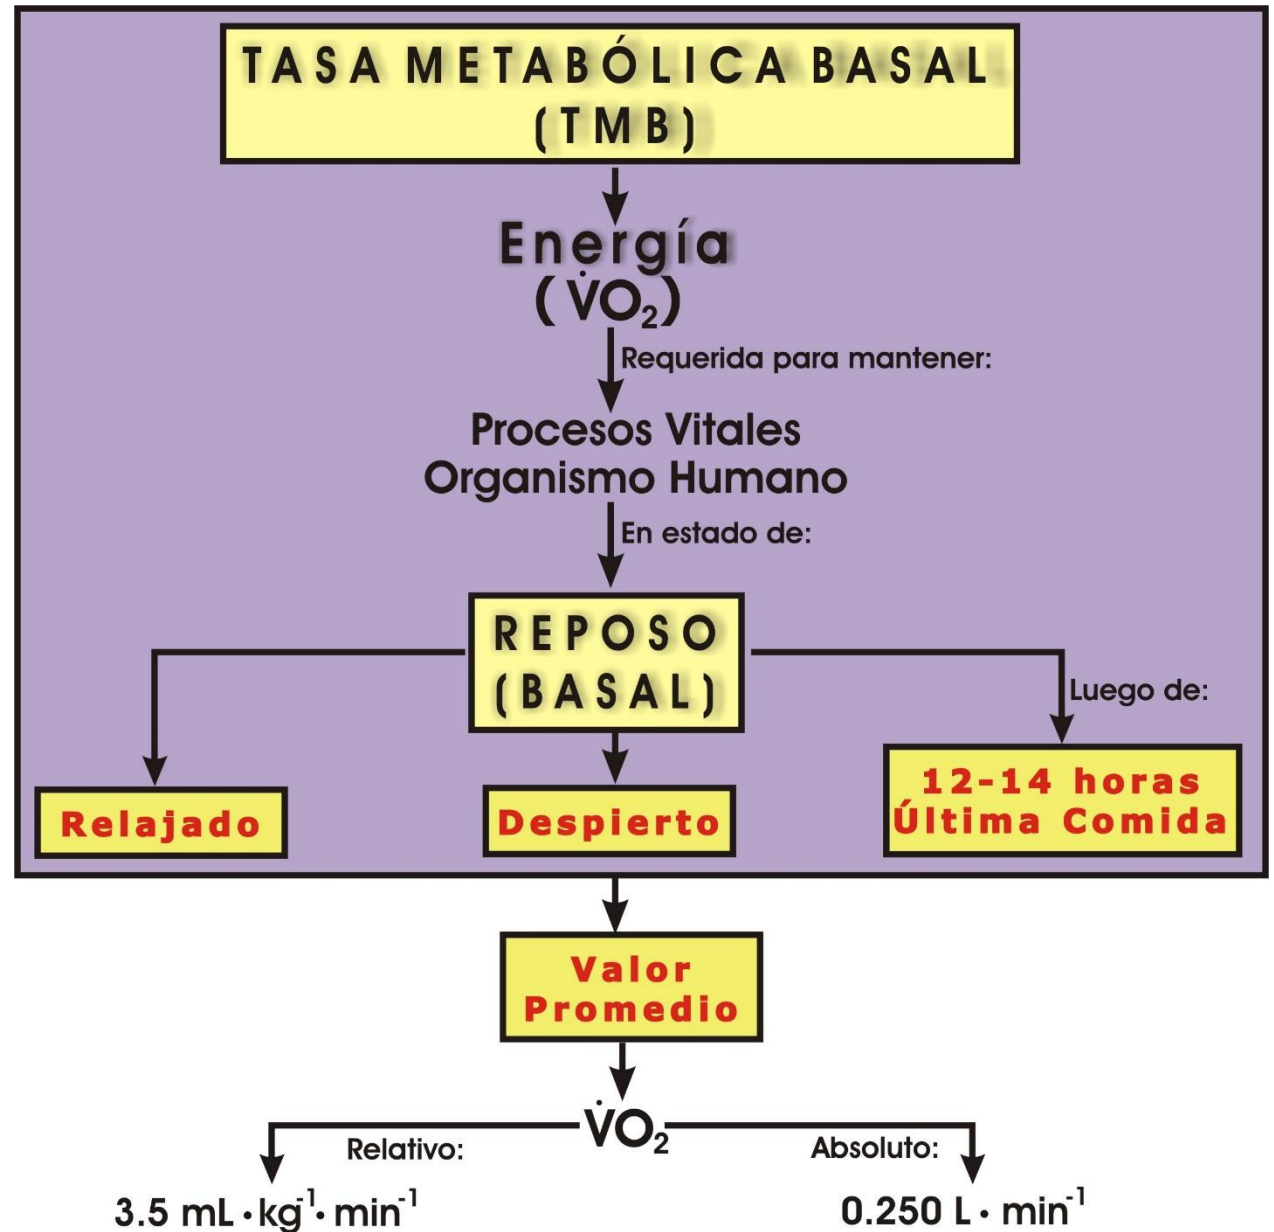 TASA METABÓLICA BASAL
(TMB)
Energía
(V̇O₂)
Requerida para mantener:
Procesos Vitales
Organismo Humano
En estado de:
REPOSO
(BASAL)
Luego de:
Relajado
Despierto
12-14 horas
Última Comida
Valor
Promedio
V̇O₂
Relativo:
Absoluto:
3.5 mL · kg⁻¹ · min⁻¹
0.250 L · min⁻¹